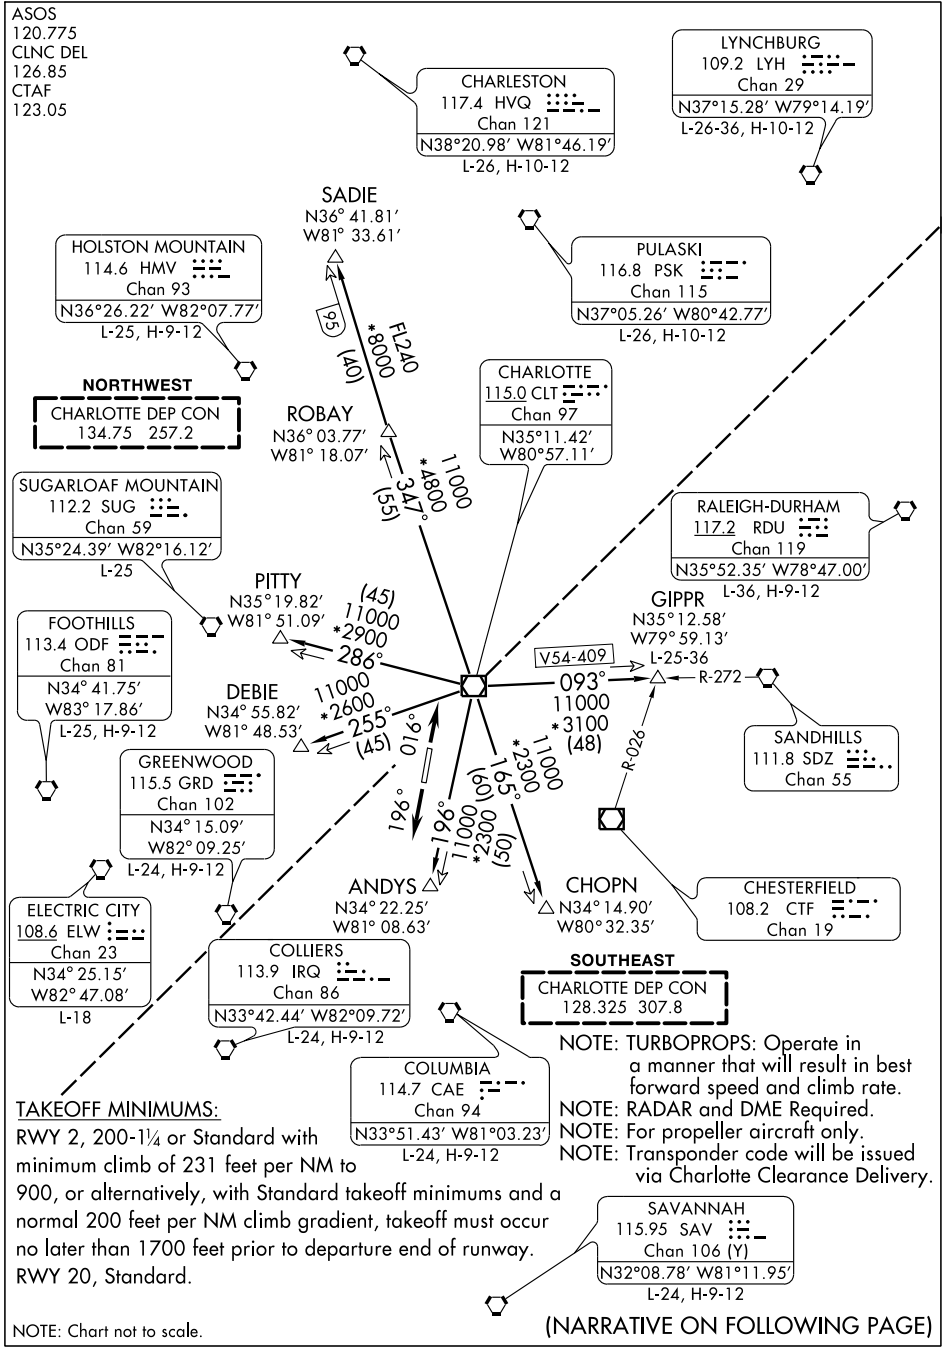 ASOS
120.775
CLNC DEL
126.85
CTAF
123.05
CHARLESTON
117.4 HVQ
Chan 121
N38°20.98′ W81°46.19′
L-26, H-10-12
LYNCHBURG
109.2 LYH
Chan 29
N37°15.28′ W79°14.19′
L-26-36, H-10-12
SADIE
N36° 41.81′
W81° 33.61′
HOLSTON MOUNTAIN
114.6 HMV
Chan 93
N36°26.22′ W82°07.77′
L-25, H-9-12
PULASKI
116.8 PSK
Chan 115
N37°05.26′ W80°42.77′
L-26, H-10-12
95
FL240
*8000
(40)
NORTHWEST
CHARLOTTE DEP CON
134.75 257.2
CHARLOTTE
115.0 CLT
Chan 97
N35°11.42′
W80°57.11′
ROBAY
N36° 03.77′
W81° 18.07′
11000
*4800
347°
(55)
SUGARLOAF MOUNTAIN
112.2 SUG
Chan 59
N35°24.39′ W82°16.12′
L-25
RALEIGH-DURHAM
117.2 RDU
Chan 119
N35°52.35′ W78°47.00′
L-36, H-9-12
PITTY
N35°19.82′
W81°51.09′
(45)
11000
*2900
286°
GIPPR
N35°12.58′
W79°59.13′
L-25-36
V54-409
093°
11000
*3100
(48)
R-272
R-026
FOOTHILLS
113.4 ODF
Chan 81
N34° 41.75′
W83° 17.86′
L-25, H-9-12
DEBIE
N34° 55.82′
W81° 48.53′
11000
*2600
255°
(45)
SANDHILLS
111.8 SDZ
Chan 55
GREENWOOD
115.5 GRD
Chan 102
N34° 15.09′
W82° 09.25′
L-24, H-9-12
016°
196°
196°
11000
*2300
(50)
11000
*2300
165°
(60)
ANDYS
N34° 22.25′
W81° 08.63′
CHOPN
N34° 14.90′
W80° 32.35′
CHESTERFIELD
108.2 CTF
Chan 19
ELECTRIC CITY
108.6 ELW
Chan 23
N34° 25.15′
W82° 47.08′
L-18
COLLIERS
113.9 IRQ
Chan 86
N33°42.44′ W82°09.72′
L-24, H-9-12
SOUTHEAST
CHARLOTTE DEP CON
128.325 307.8
COLUMBIA
114.7 CAE
Chan 94
N33°51.43′ W81°03.23′
L-24, H-9-12
NOTE: TURBOPROPS: Operate in
a manner that will result in best
forward speed and climb rate.
NOTE: RADAR and DME Required.
NOTE: For propeller aircraft only.
NOTE: Transponder code will be issued
via Charlotte Clearance Delivery.
TAKEOFF MINIMUMS:
RWY 2, 200-1¼ or Standard with
minimum climb of 231 feet per NM to
900, or alternatively, with Standard takeoff minimums and a
normal 200 feet per NM climb gradient, takeoff must occur
no later than 1700 feet prior to departure end of runway.
RWY 20, Standard.
SAVANNAH
115.95 SAV
Chan 106 (Y)
N32°08.78′ W81°11.95′
L-24, H-9-12
NOTE: Chart not to scale.
(NARRATIVE ON FOLLOWING PAGE)